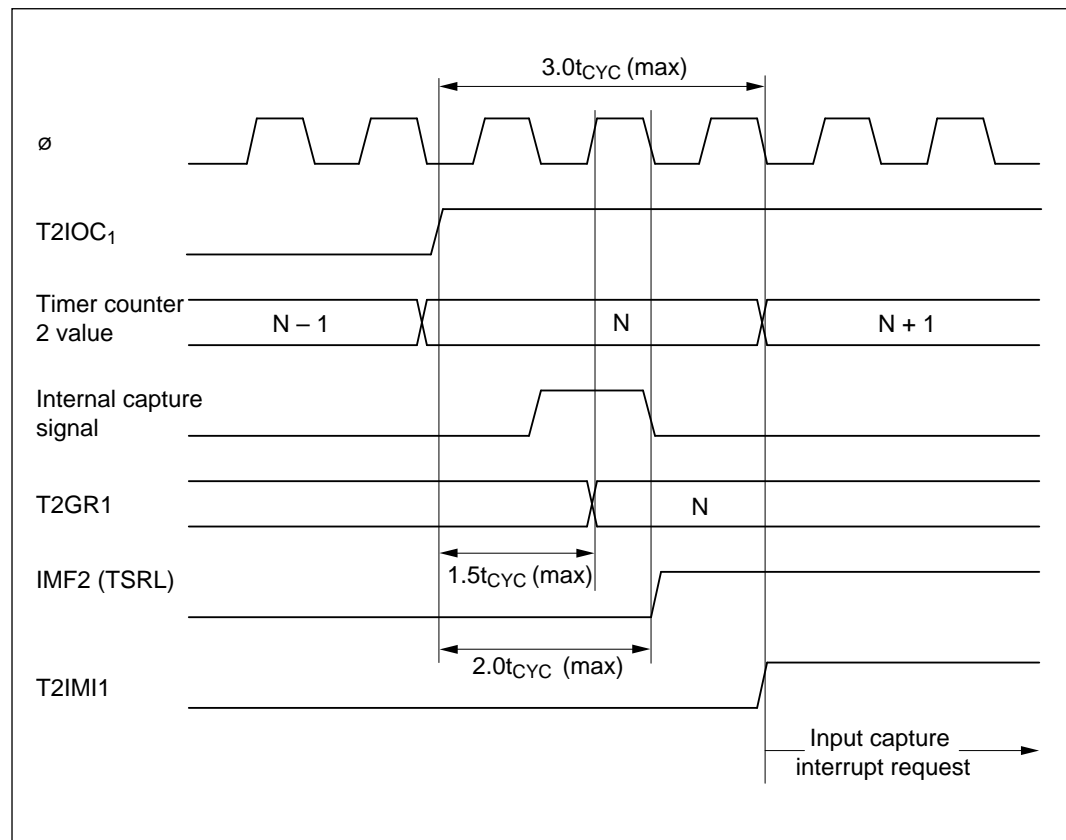 3.0tCYC (max)
ø
T2IOC1
Timer counter
2 value
N – 1
N
N + 1
Internal capture
signal
T2GR1
N
1.5tCYC (max)
IMF2 (TSRL)
2.0tCYC (max)
T2IMI1
Input capture
interrupt request